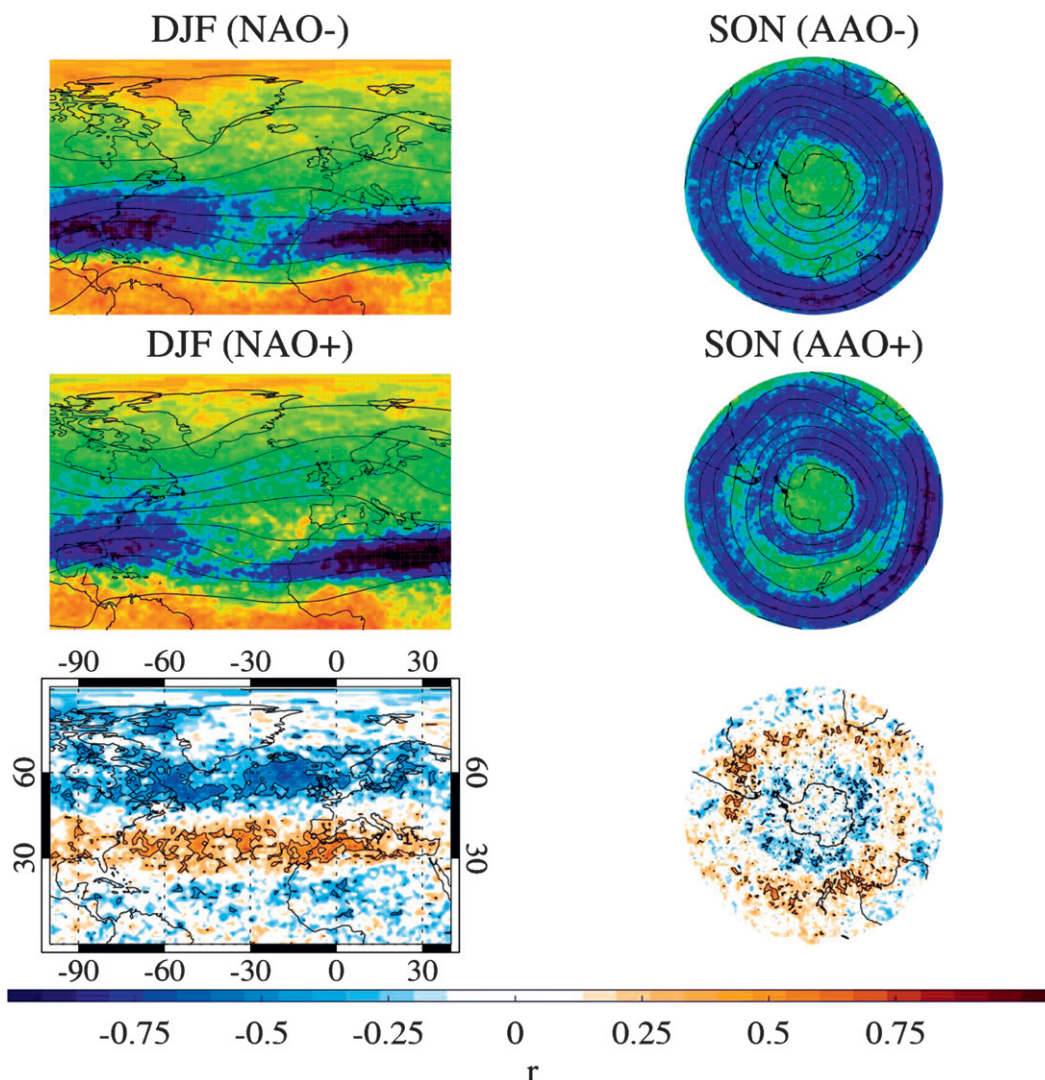 DJF (NAO-)
SON (AAO-)
DJF (NAO+)
SON (AAO+)
-90 -60 -30 0 30
60 60
30 30
-90 -60 -30 0 30
-0.75 -0.5 -0.25 0 0.25 0.5 0.75
r